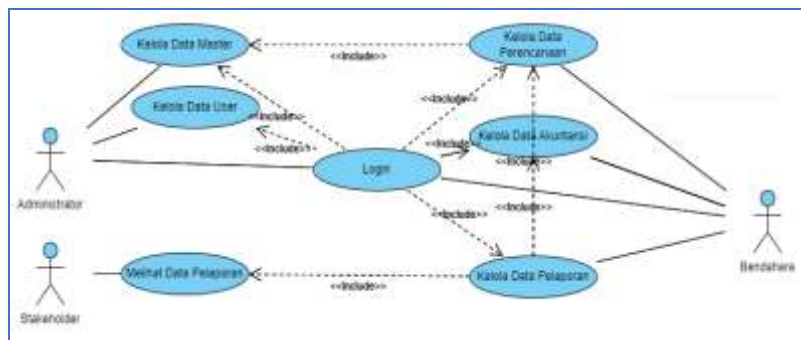 Kelola Data Master
Kelola Data
Perencanaan
<<Include>>
<<Include>>
Kelola Data User
<<Include>>
<<Include>>
Kelola Data Akuntansi
<<Include>>
<<Include>>
Login
Administrator
<<Include>>
<<Include>>
Bendahara
Melihat Data Pelaporan
Kelola Data Pelaporan
<<Include>>
Stakeholder